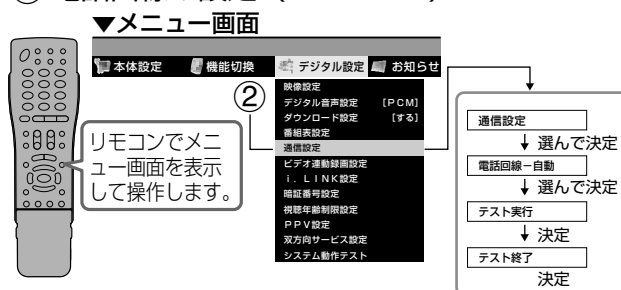 ▼メニュー画面
本体設定 機能切換 デジタル設定 お知らせ
②
映像設定
デジタル音声設定 [PCM]
ダウンロード設定 [する]
番組表設定
通信設定
ビデオ連動録画設定
i．LINK設定
暗証番号設定
視聴年齢制限設定
PPV設定
双方向サービス設定
システム動作テスト
リモコンでメニ
ュー画面を表示
して操作します。
通信設定
選んで決定
電話回線－自動
選んで決定
テスト実行
決定
テスト終了
決定